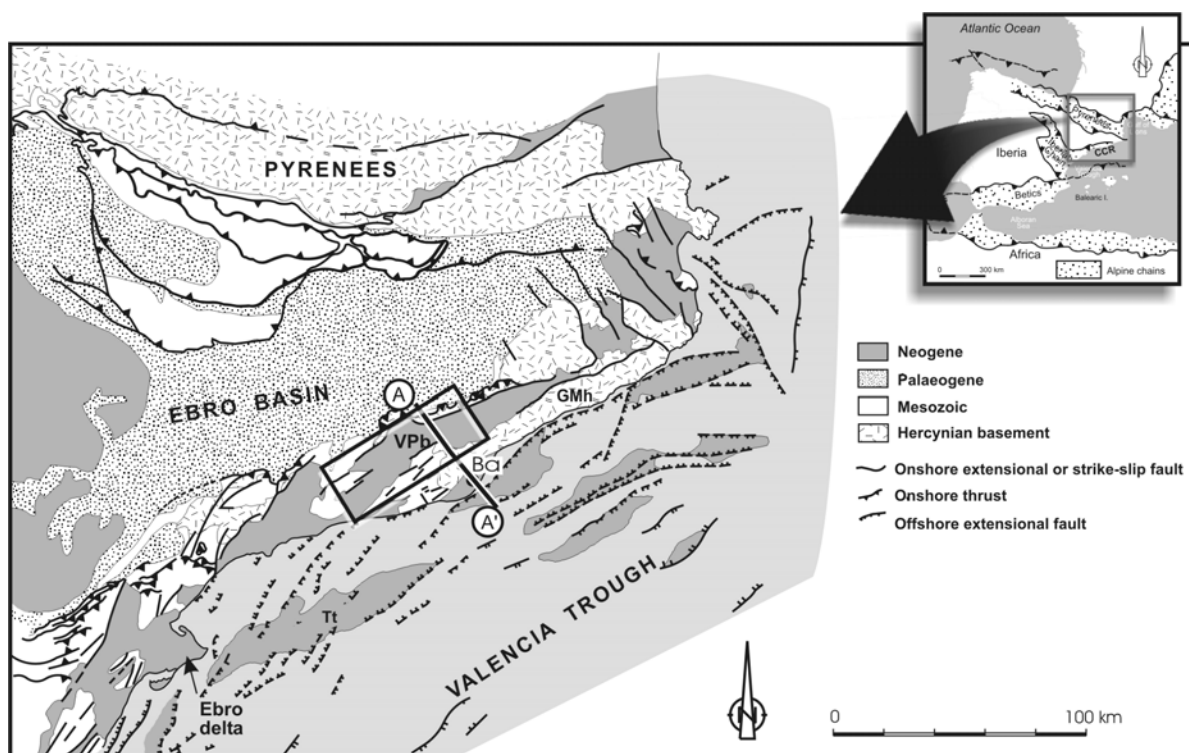 Atlantic Ocean
N
Pyrenees
Iberia
CCR
Betics
Balearic I.
Alboran
Sea
Africa
0 300 km
Alpine chains
PYRENEES
EBRO BASIN
A
VPb
GMh
Ba
A'
Tt
VALENCIA TROUGH
Ebro
delta
Neogene
Palaeogene
Mesozoic
Hercynian basement
Onshore extensional or strike-slip fault
Onshore thrust
Offshore extensional fault
N
0 100 km